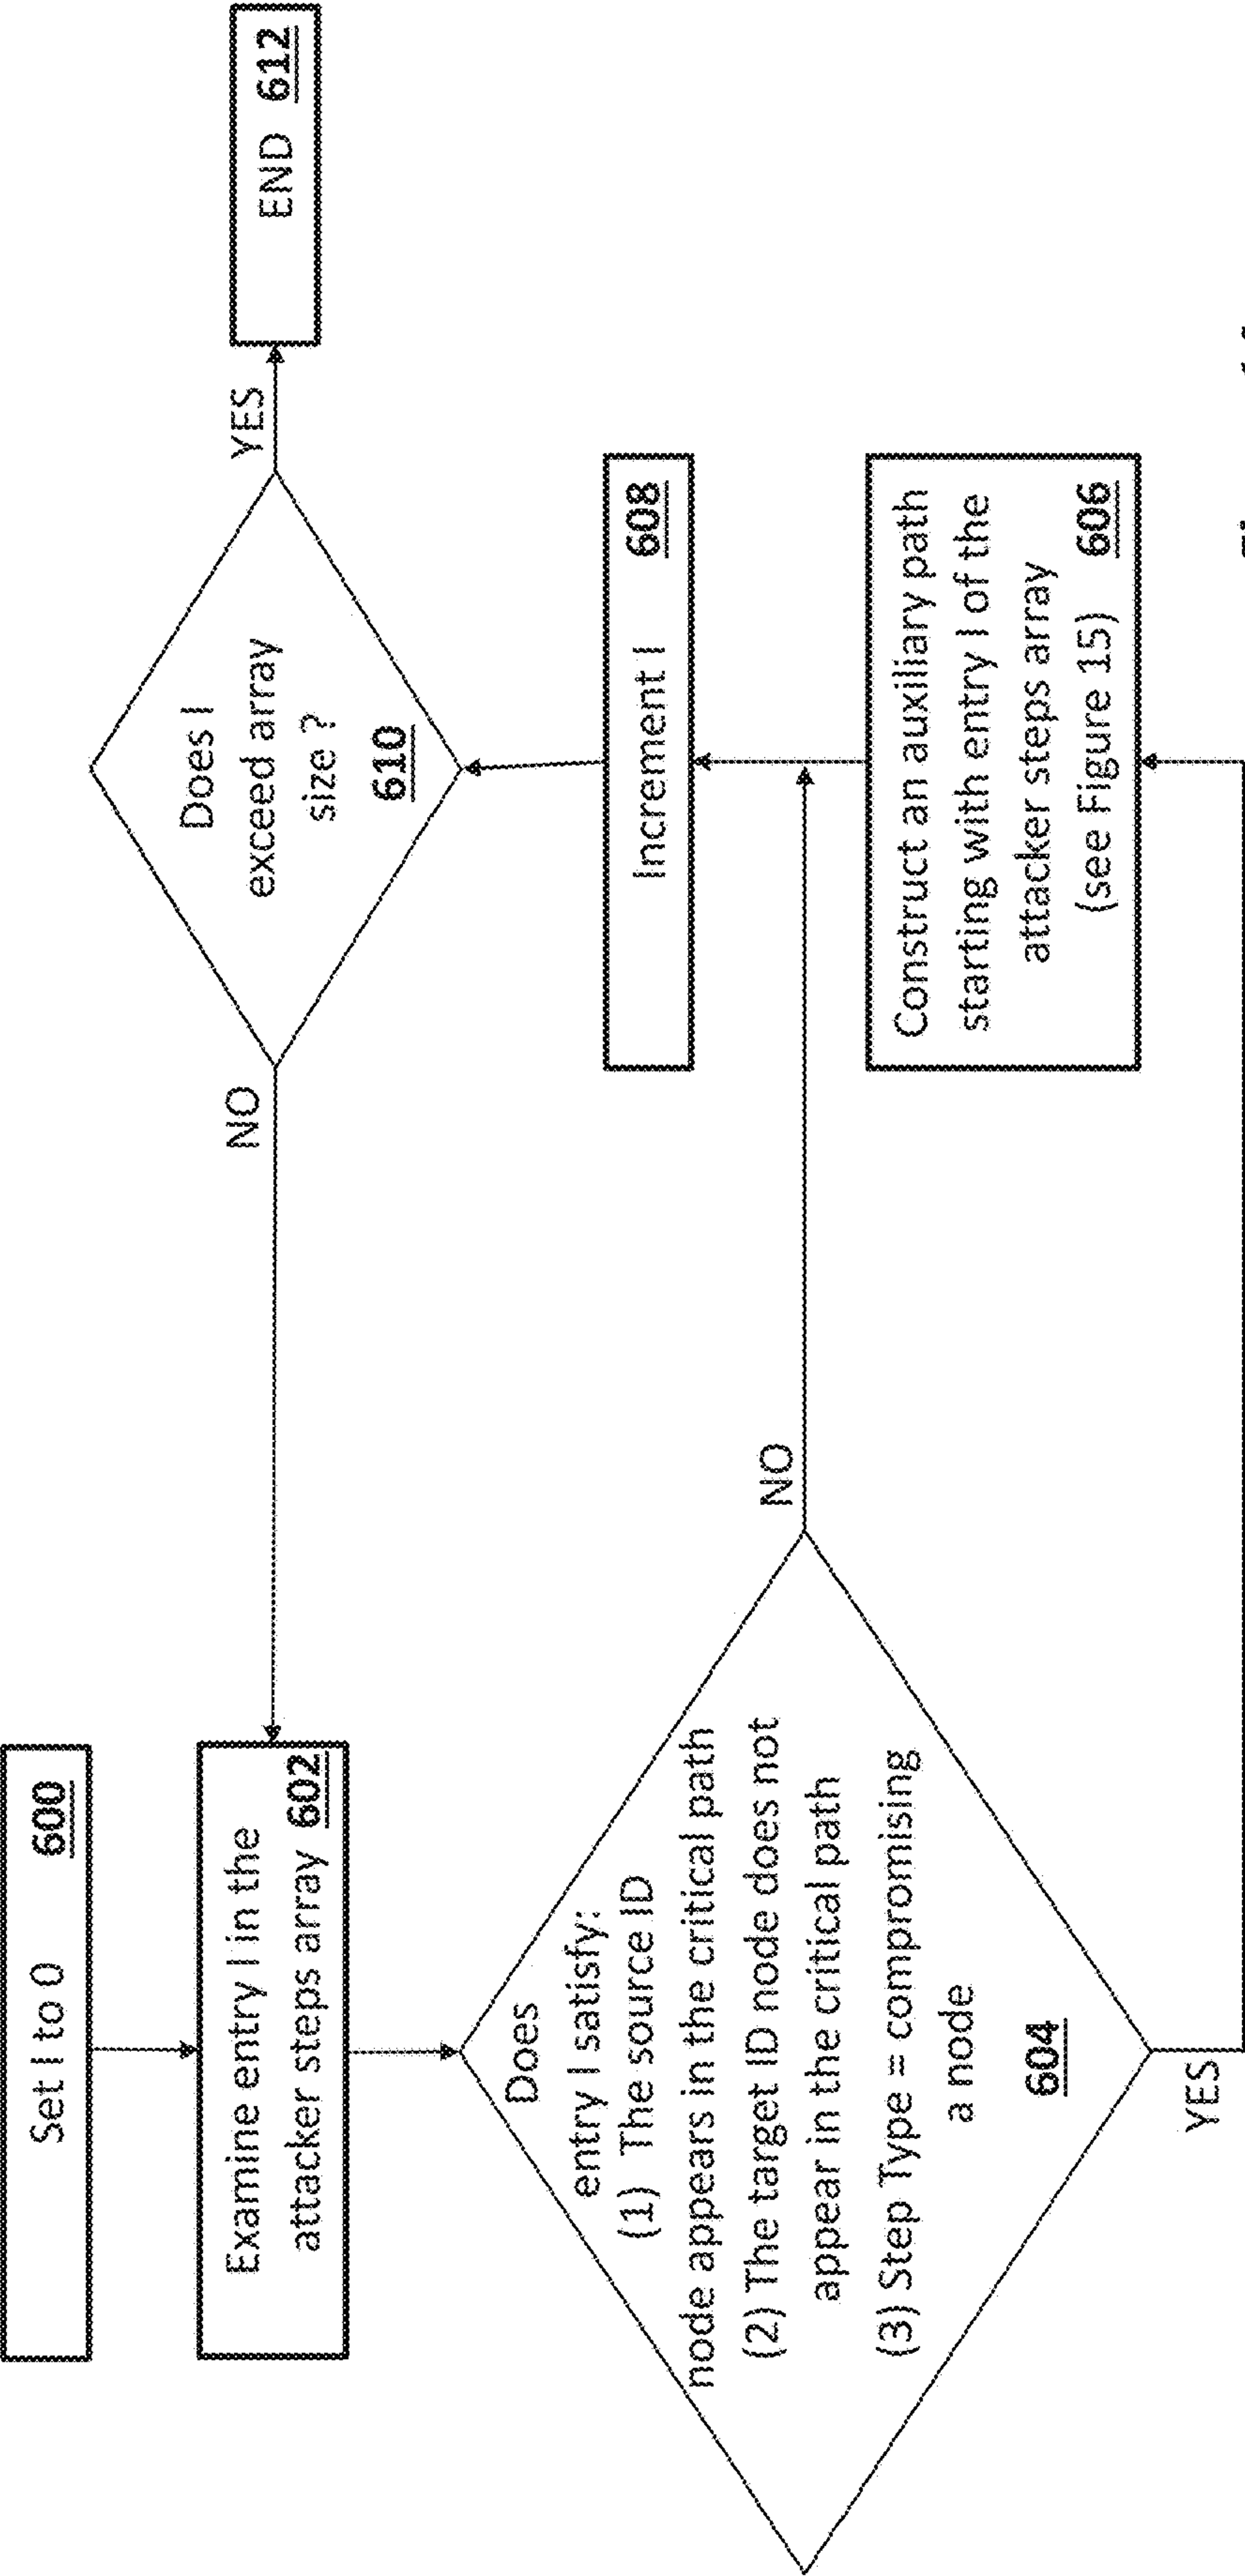 Set I to 0 600
Examine entry I in the
attacker steps array 602
Does
entry I satisfy:
(1) The source ID
node appears in the critical path
(2) The target ID node does not
appear in the critical path
(3) Step Type = compromising
a node
604
YES
NO
Construct an auxiliary path
starting with entry I of the
attacker steps array
(see Figure 15) 606
Increment I 608
Does I
exceed array
size ?
610
NO
YES
END 612